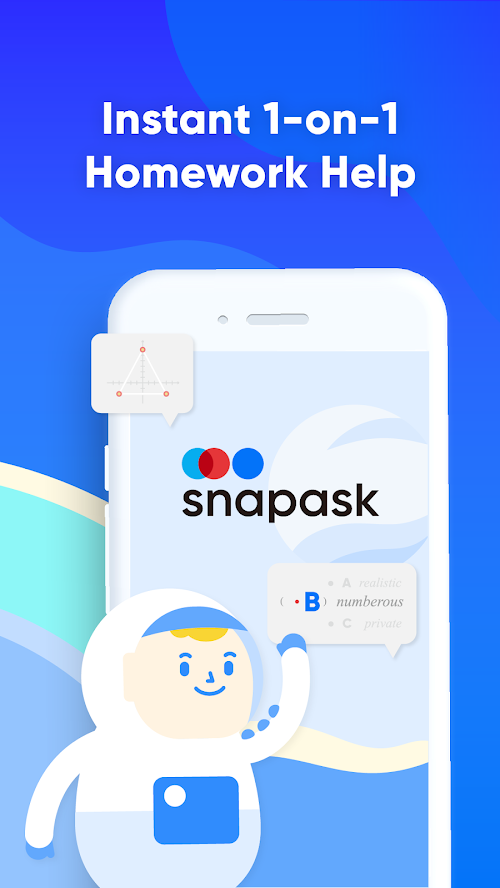 Instant 1-on-1
Homework Help
snapask
• A realistic
( • B ) numberous
• C private